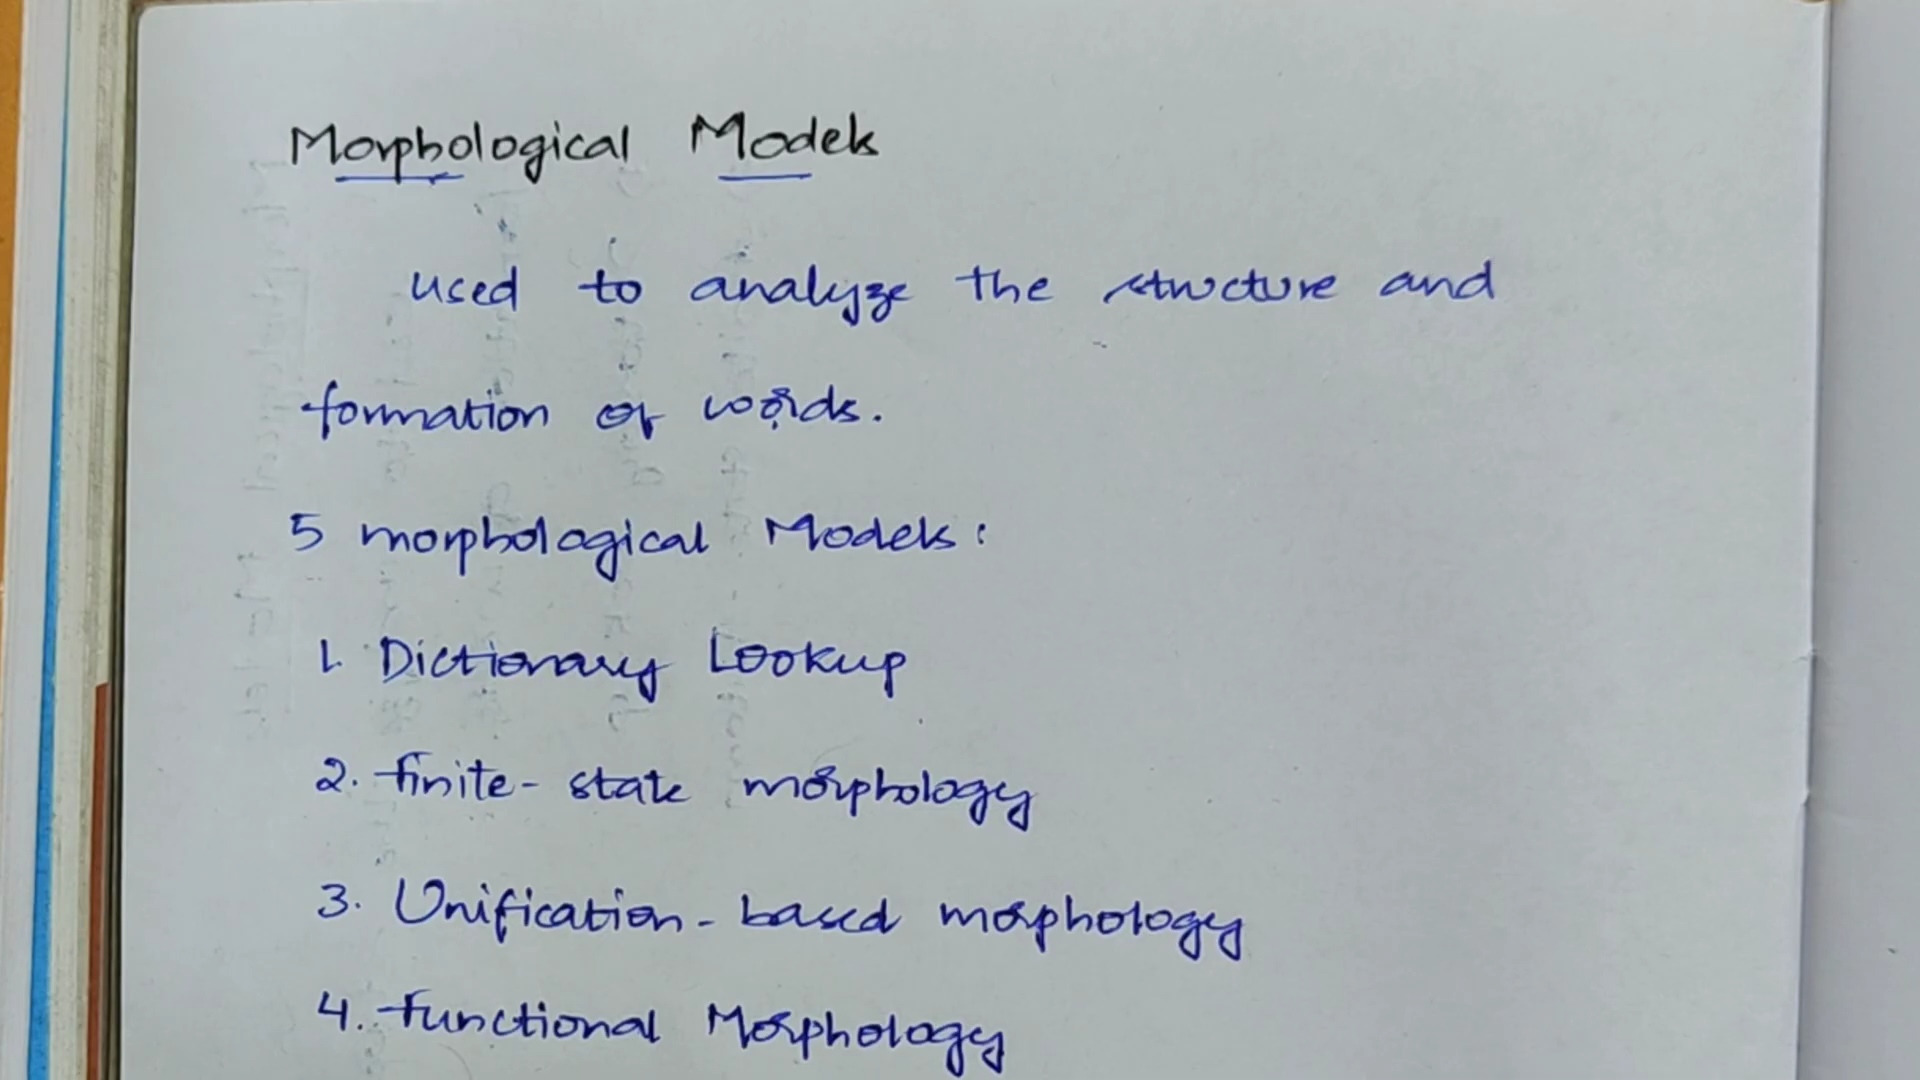 Morphological Models
used to analyze the structure and
formation of words.
5 morphological Models:
1. Dictionary Lookup
2. finite-state morphology
3. Unification-based morphology
4. functional Morphology